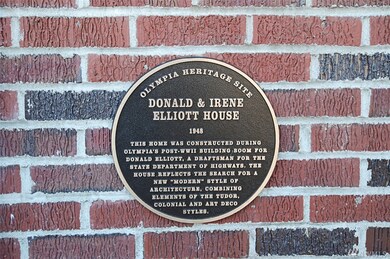 OLYMPIA HERITAGE SITE
DONALD & IRENE
ELLIOTT HOUSE
1948
THIS HOME WAS CONSTRUCTED DURING
OLYMPIA'S POST-WWII BUILDING BOOM FOR
DONALD ELLIOTT, A DRAFTSMAN FOR THE
STATE DEPARTMENT OF HIGHWAYS. THE
HOUSE REFLECTS THE SEARCH FOR A
NEW "MODERN" STYLE OF
ARCHITECTURE, COMBINING
ELEMENTS OF THE TUDOR,
COLONIAL AND ART DECO
STYLES.